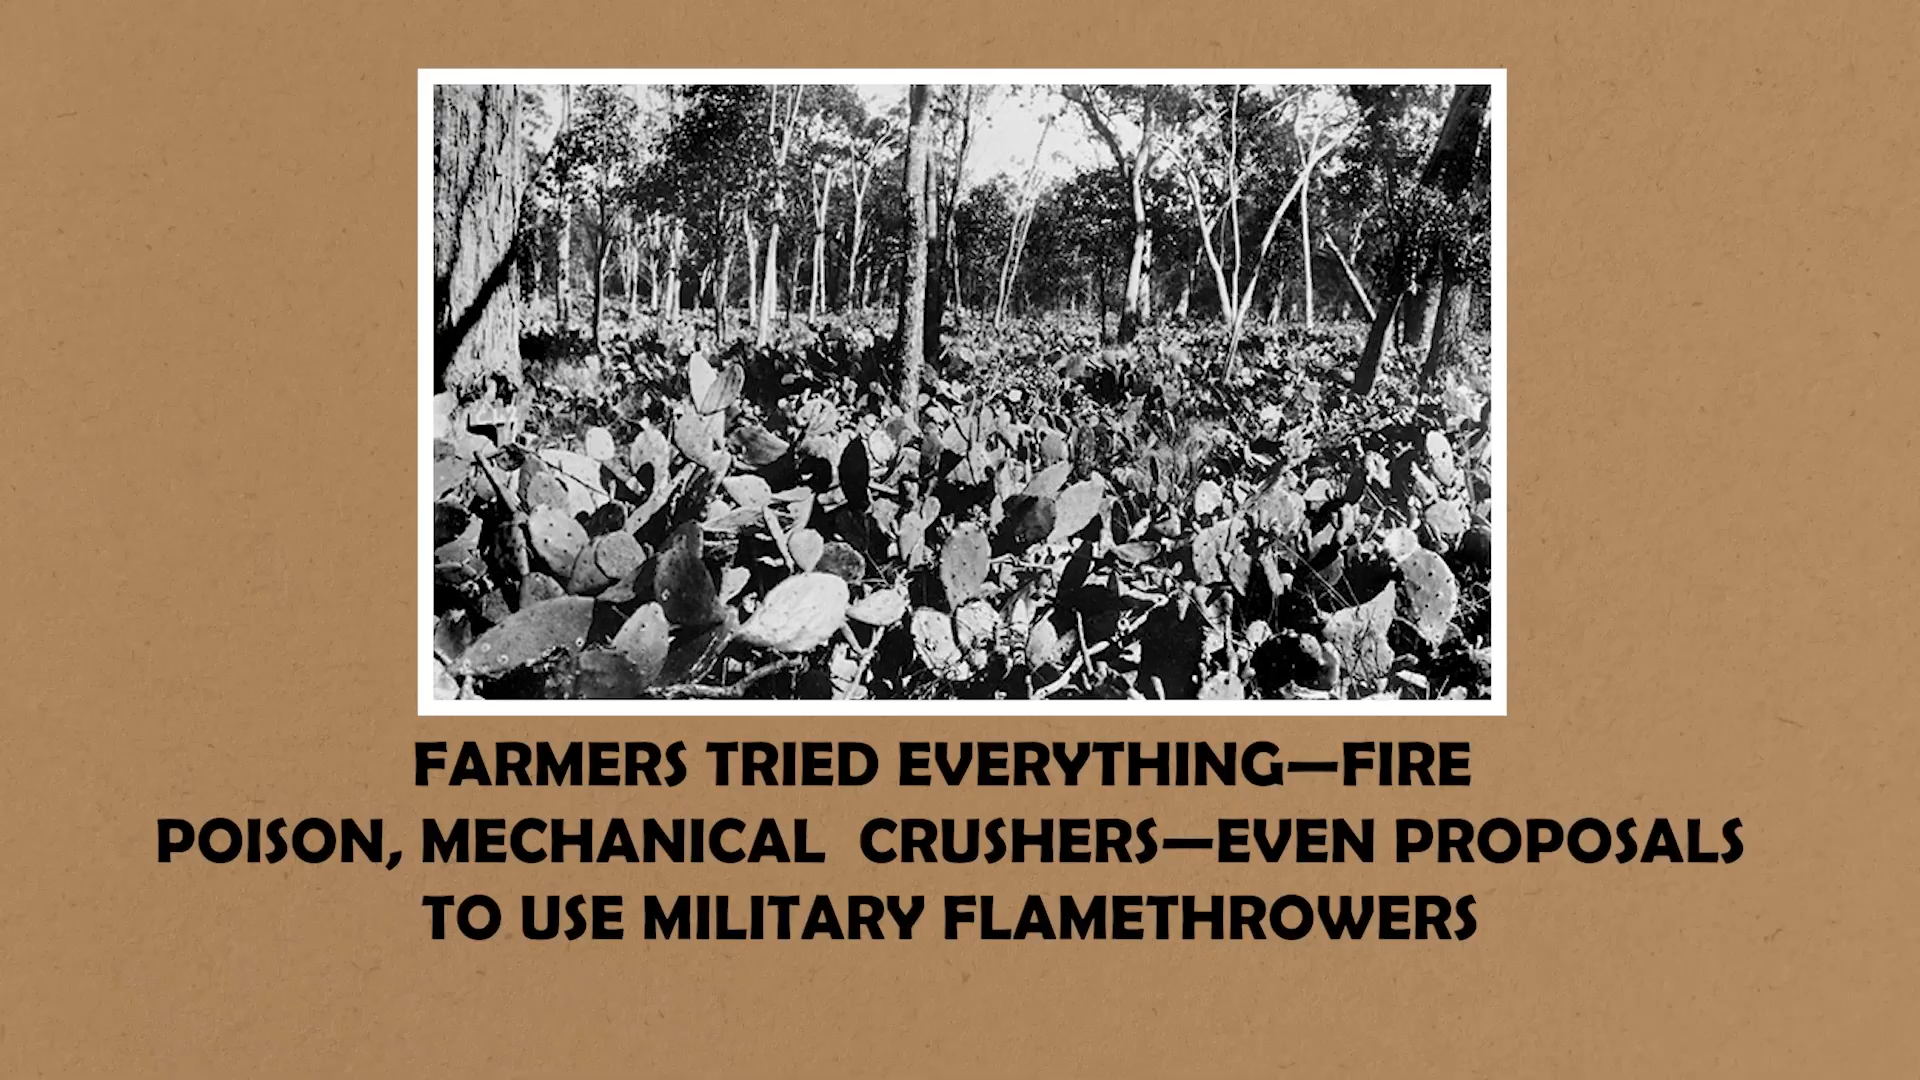 FARMERS TRIED EVERYTHING—FIRE
POISON, MECHANICAL CRUSHERS—EVEN PROPOSALS
TO USE MILITARY FLAMETHROWERS